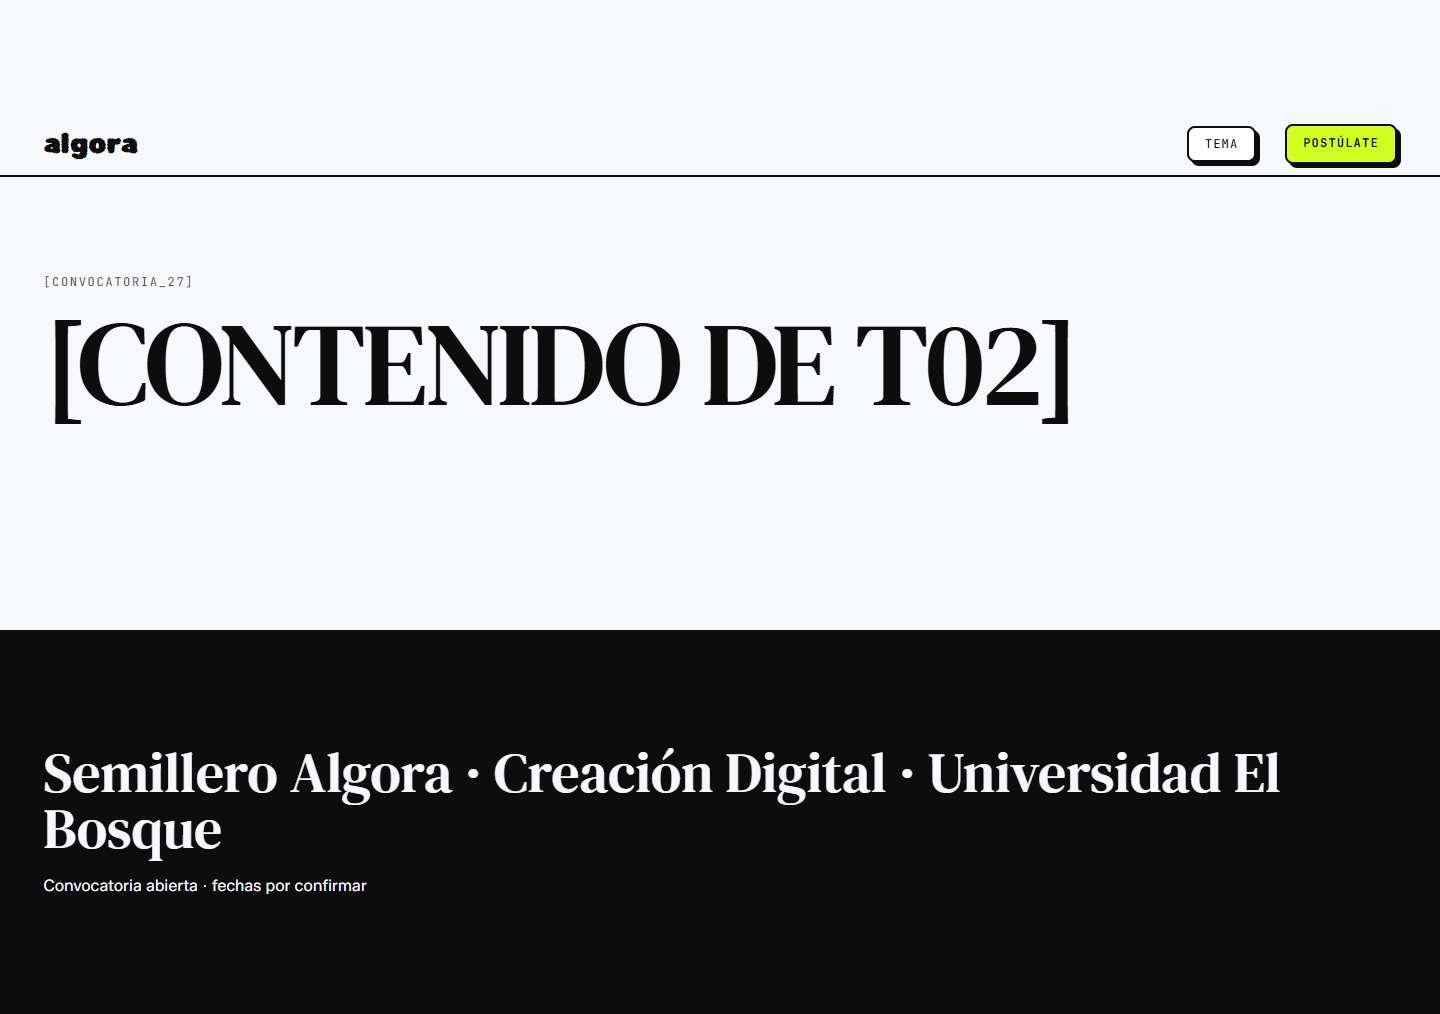 algora
TEMA
POSTÚLATE
[CONVOCATORIA_27]
[CONTENIDO DE T02]
Semillero Algora · Creación Digital · Universidad El
Bosque
Convocatoria abierta · fechas por confirmar